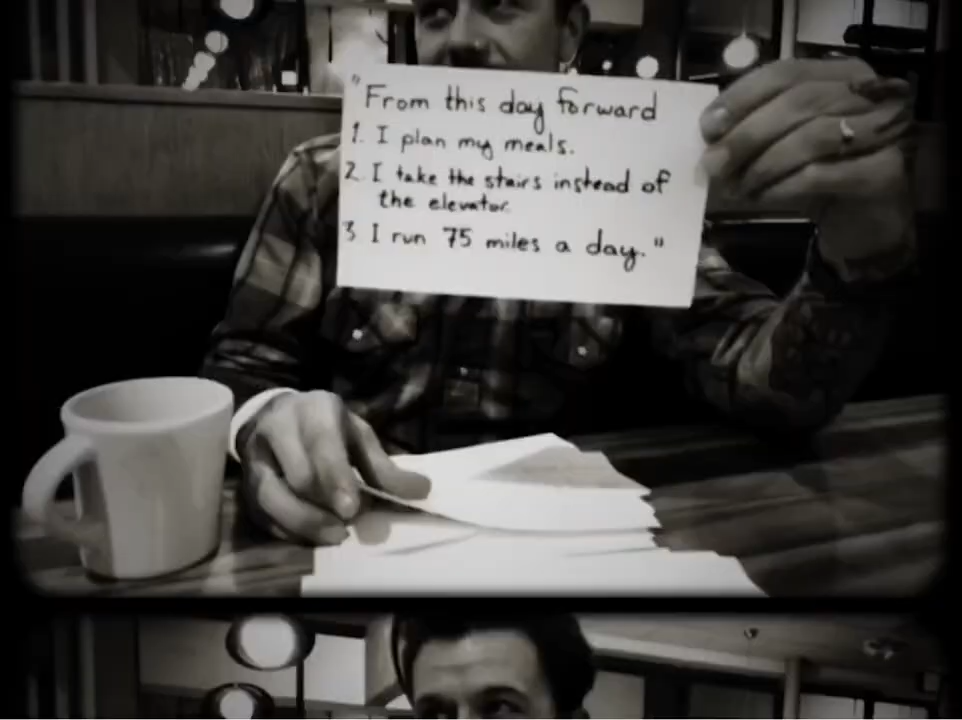 "From this day forward
1. I plan my meals.
2. I take the stairs instead of
the elevator.
3. I run 75 miles a day."